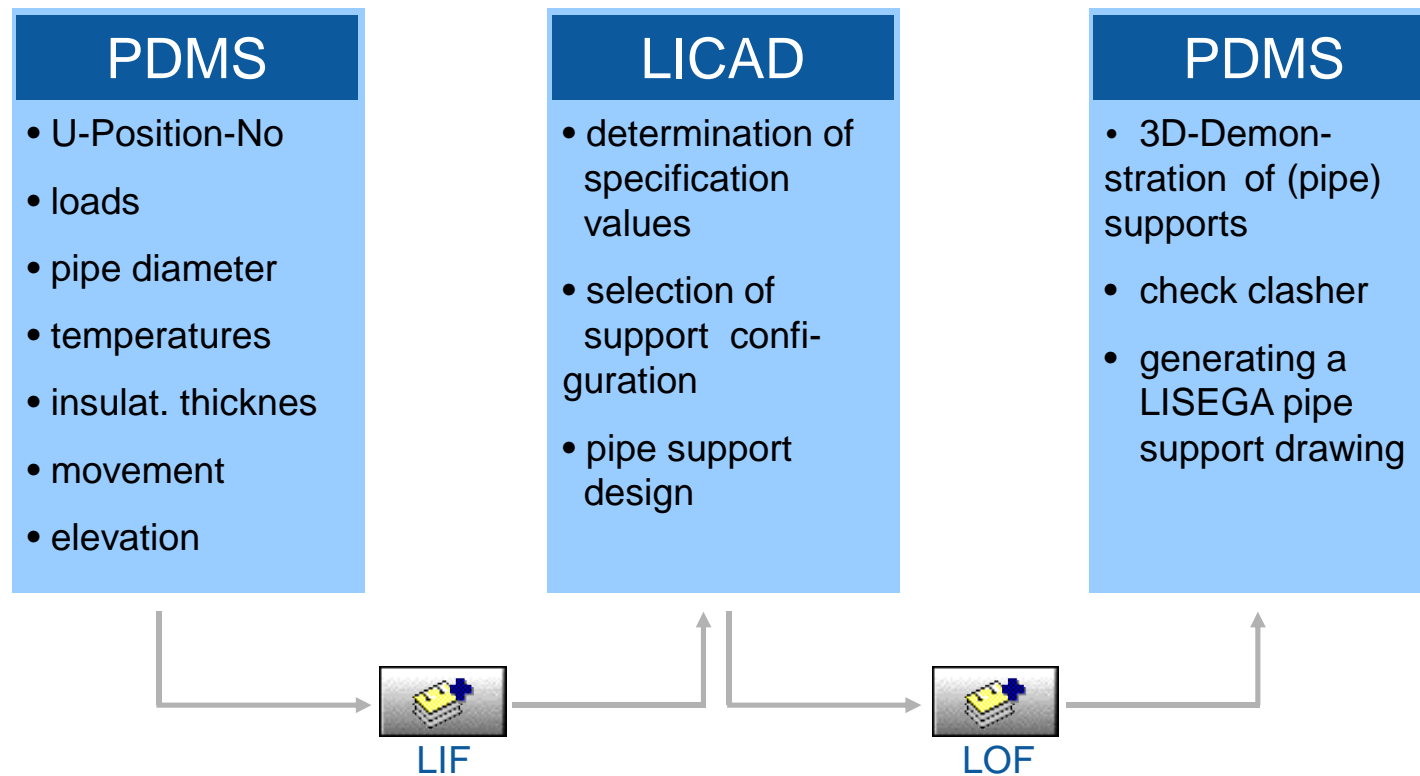 PDMS
• U-Position-No
• loads
• pipe diameter
• temperatures
• insulat. thicknes
• movement
• elevation
LICAD
• determination of
specification
values
• selection of
support confi-
guration
• pipe support
design
PDMS
• 3D-Demon-
stration of (pipe)
supports
• check clasher
• generating a
LISEGA pipe
support drawing
LIF
LOF